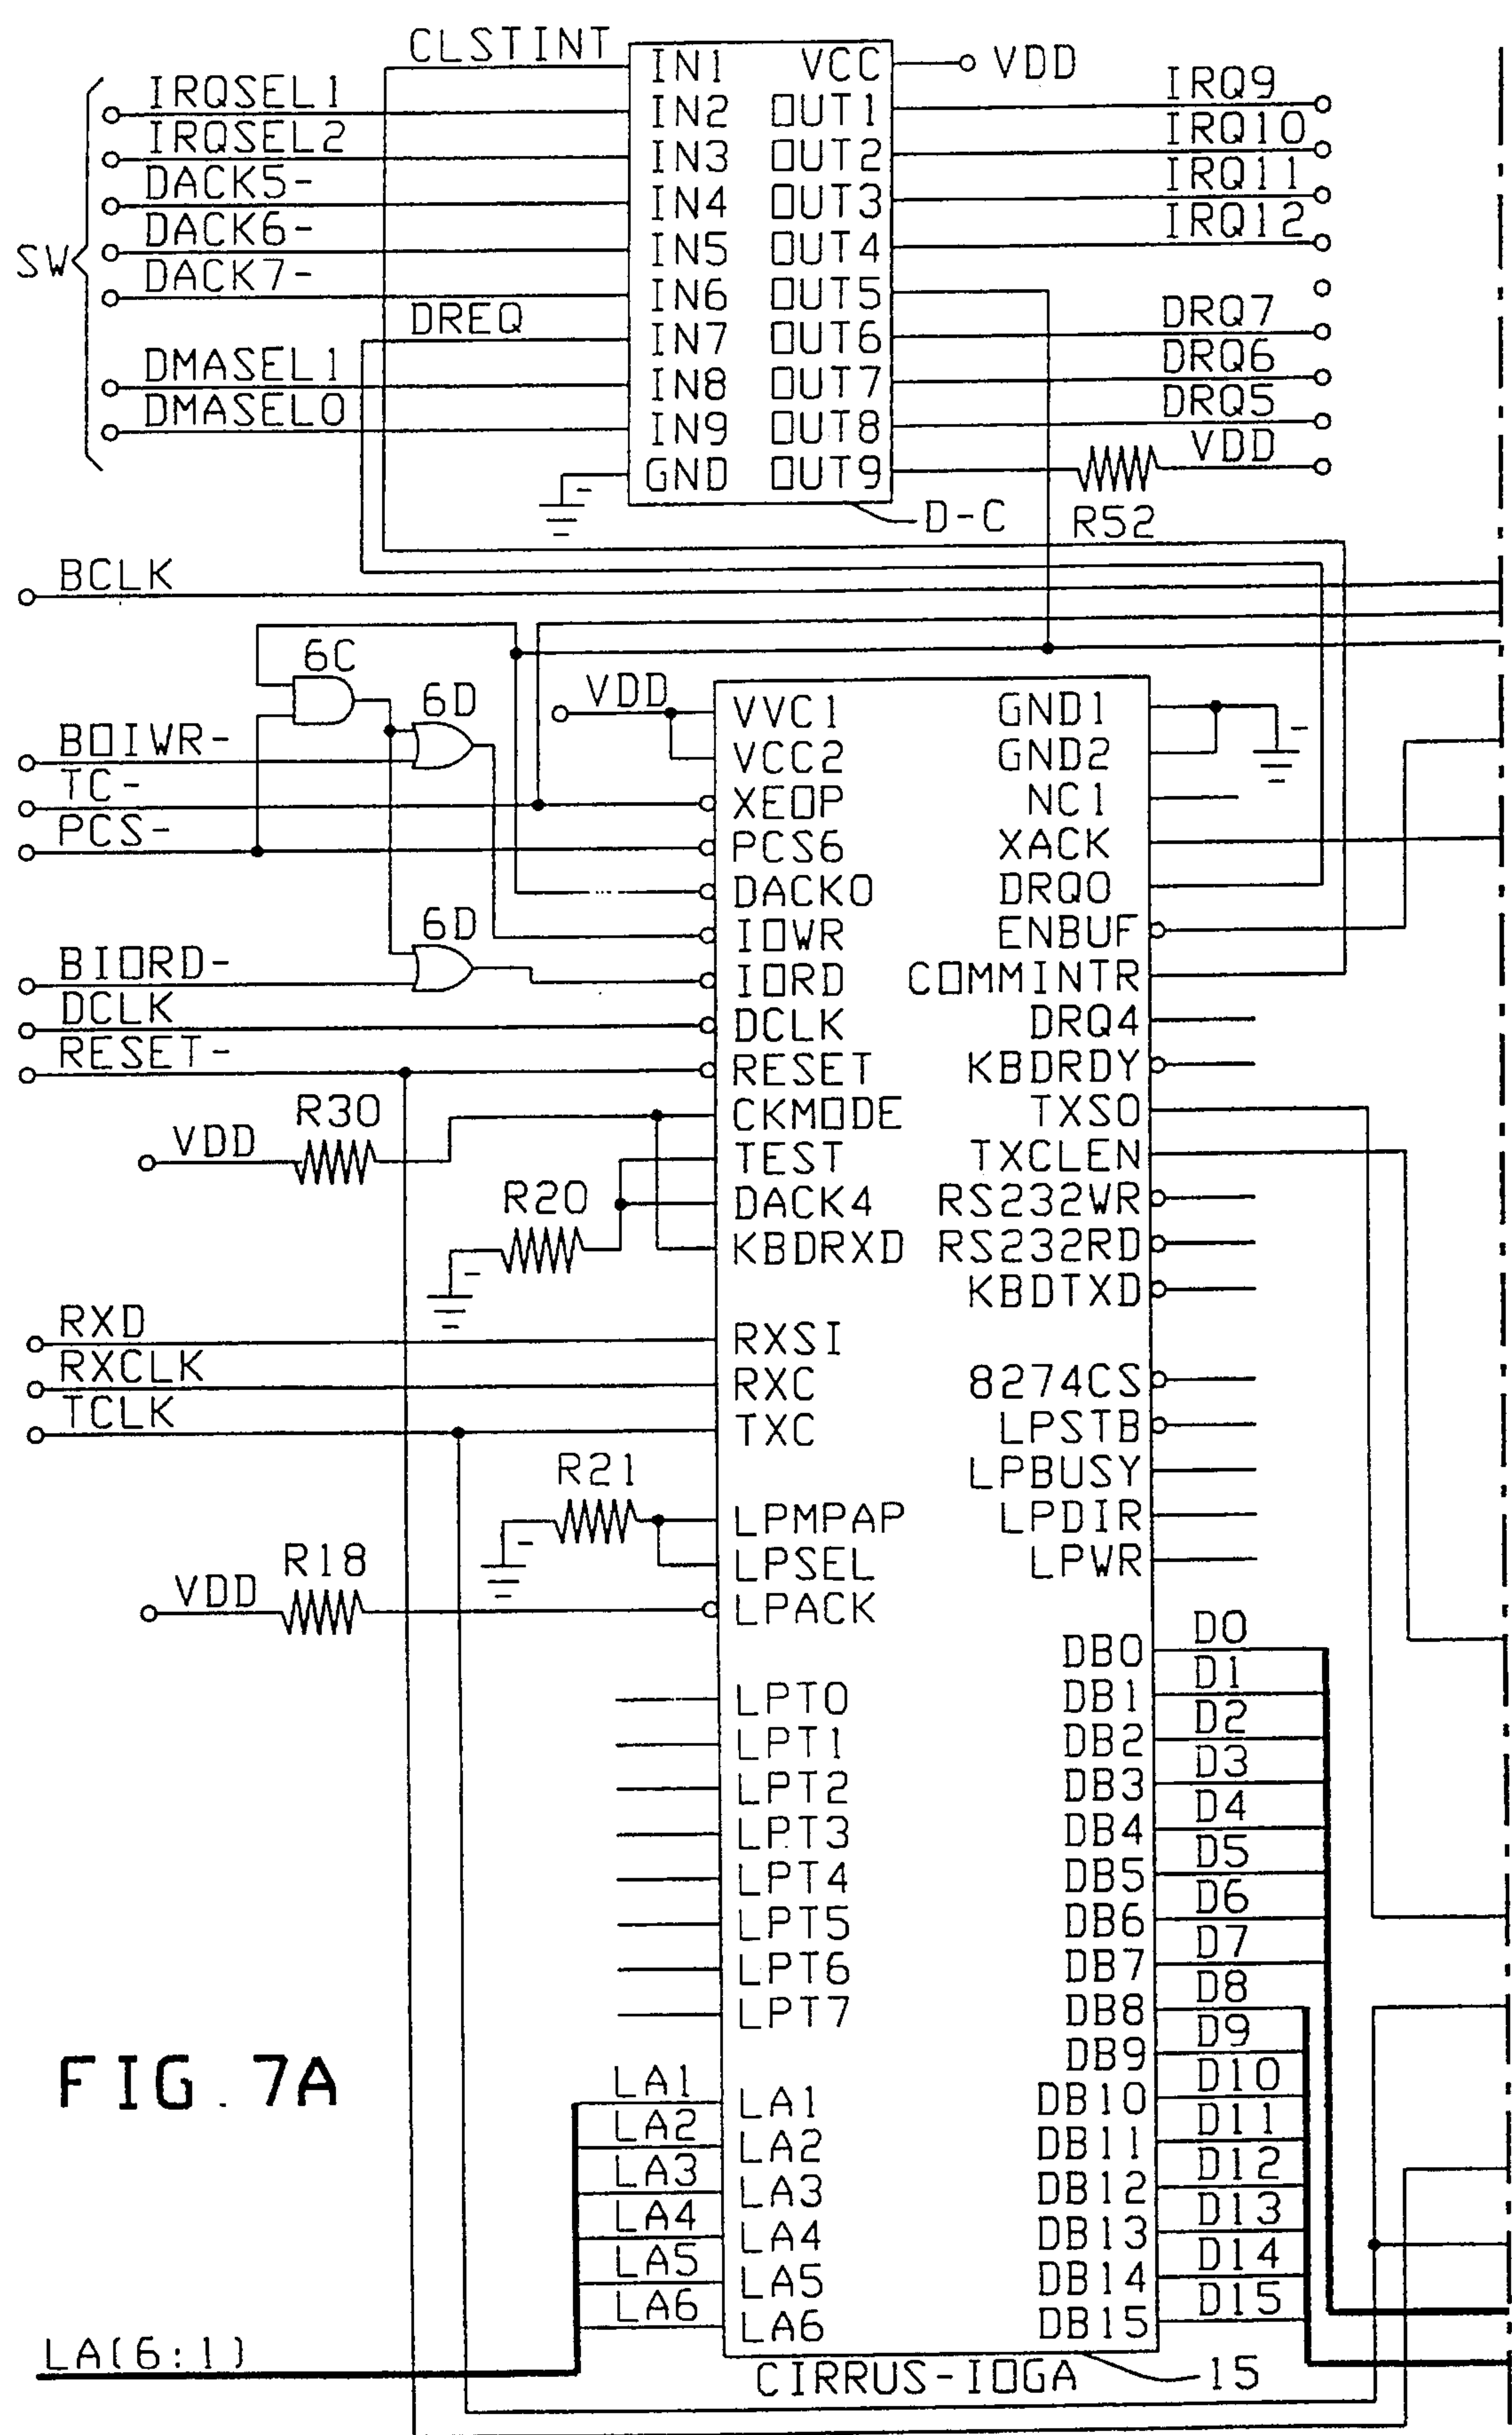 CLSTINT
IRQSEL1
IRQSEL2
DACK5-
DACK6-
DACK7-
SW
DREQ
DMASEL1
DMASEL0
IN1 VCC
IN2 OUT1
IN3 OUT2
IN4 OUT3
IN5 OUT4
IN6 OUT5
IN7 OUT6
IN8 OUT7
IN9 OUT8
GND OUT9
VDD
IRQ9
IRQ10
IRQ11
IRQ12
DRQ7
DRQ6
DRQ5
VDD
R52
D-C
BCLK
6C
6D
BOIWR-
TC-
PCS-
6D
BIORD-
DCLK
RESET-
R30
VDD
R20
RXD
RXCLK
TCLK
R21
R18
VDD
VDD
VVC1
VCC2
XEOP
PCS6
DACK0
IOWR
IORD
DCLK
RESET
CKMODE
TEST
DACK4
KBDRXD
RXSI
RXC
TXC
LPMPAP
LPSEL
LPACK
LPT0
LPT1
LPT2
LPT3
LPT4
LPT5
LPT6
LPT7
LA1 LA1
LA2 LA2
LA3 LA3
LA4 LA4
LA5 LA5
LA6 LA6
LA(6:1)
GND1
GND2
NC1
XACK
DRQ0
ENBUF
COMMINTR
DRQ4
KBDRDY
TXSO
TXCLEN
RS232WR
RS232RD
KBDTXD
8274CS
LPSTB
LPBUSY
LPDIR
LPWR
DB0 D0
DB1 D1
DB2 D2
DB3 D3
DB4 D4
DB5 D5
DB6 D6
DB7 D7
DB8 D8
DB9 D9
DB10 D10
DB11 D11
DB12 D12
DB13 D13
DB14 D14
DB15 D15
CIRRUS-IOGA
15
FIG. 7A